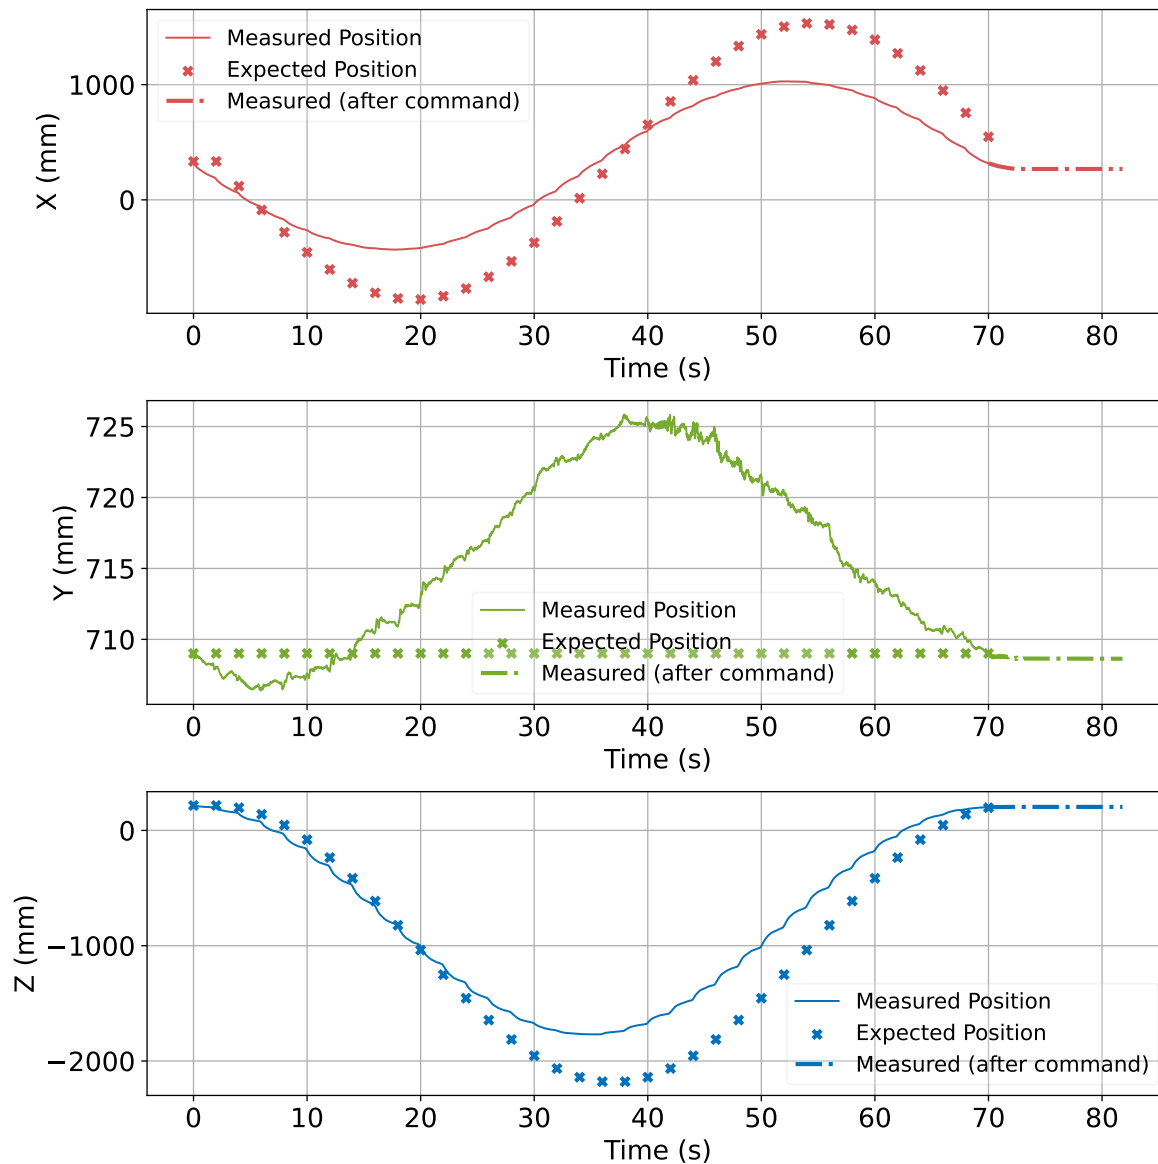 X (mm)
1000
0
Measured Position
Expected Position
Measured (after command)
0 10 20 30 40 50 60 70 80
Time (s)
Y (mm)
725
720
715
710
Measured Position
Expected Position
Measured (after command)
0 10 20 30 40 50 60 70 80
Time (s)
Z (mm)
0
−1000
−2000
Measured Position
Expected Position
Measured (after command)
0 10 20 30 40 50 60 70 80
Time (s)